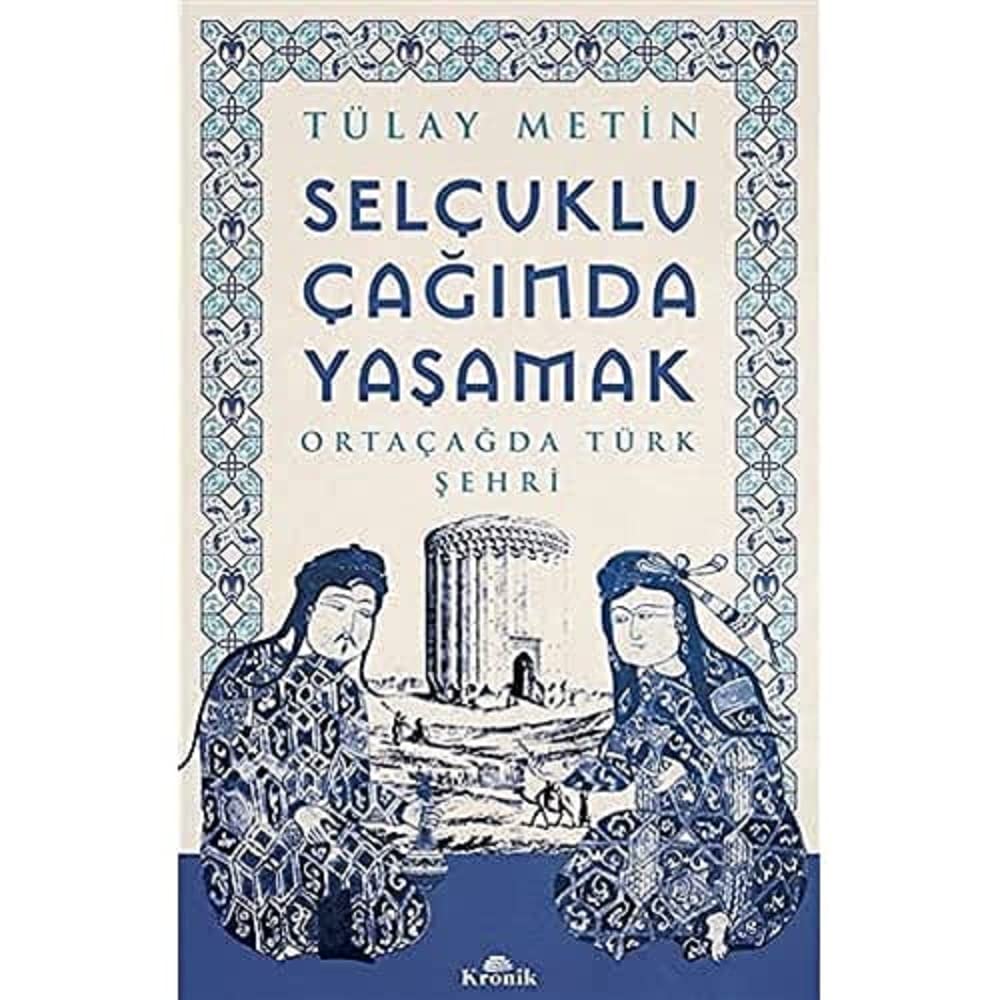 TÜLAY METİN
SELÇUKLU
ÇAĞINDA
YAŞAMAK
ORTAÇAĞDA TÜRK
ŞEHRİ
Kronik